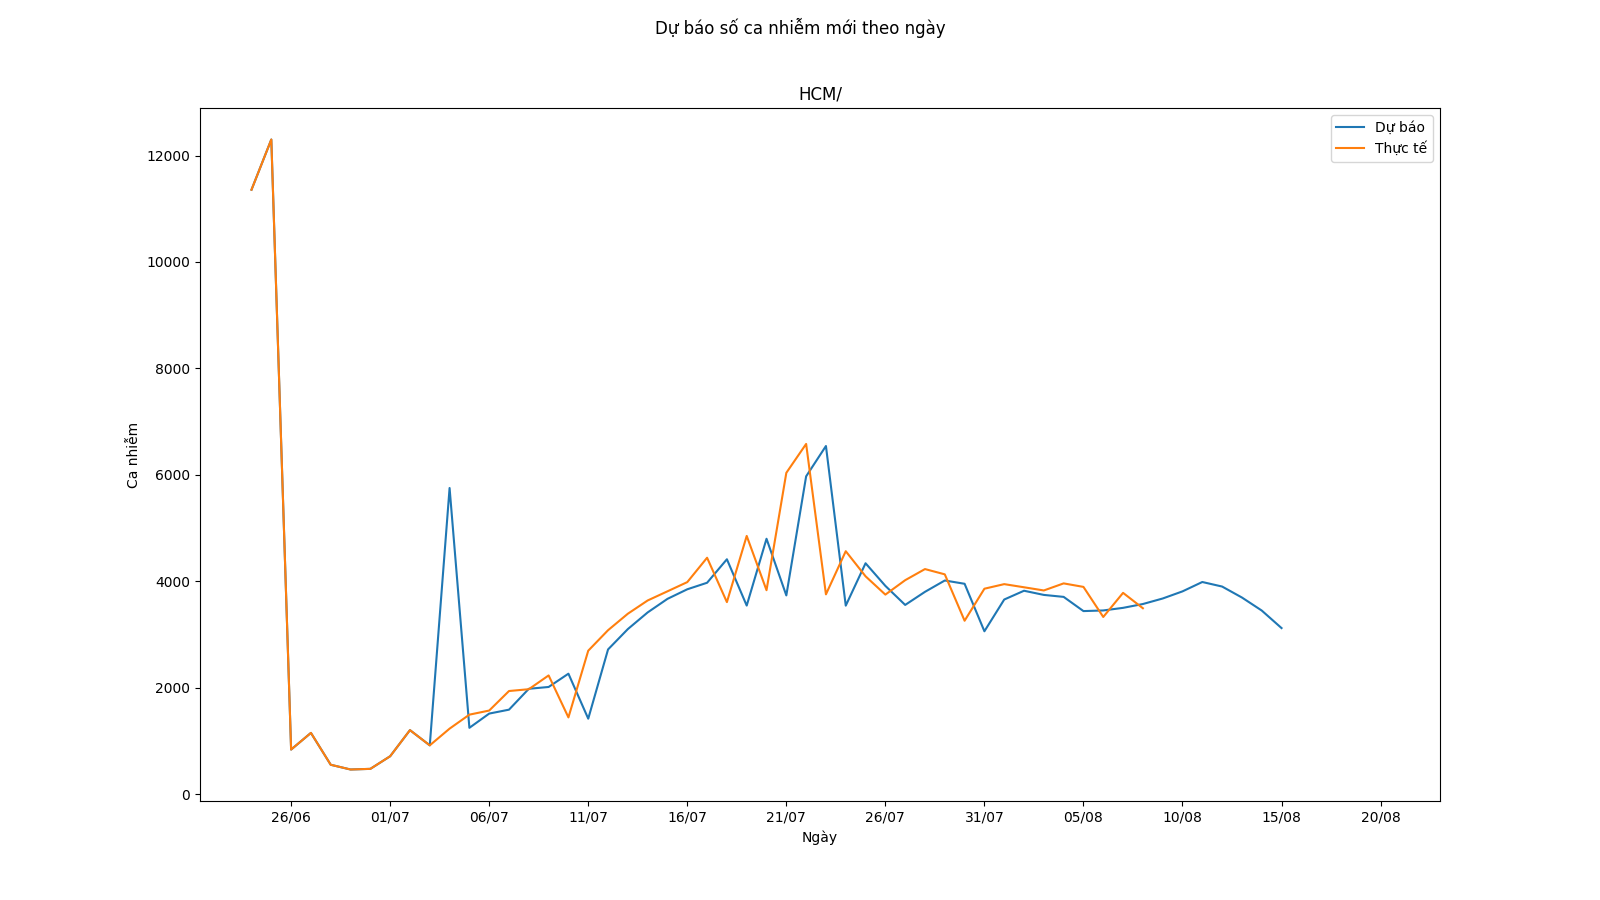 Dự báo số ca nhiễm mới theo ngày
HCM/
Dự báo
Thực tế
12000
10000
8000
6000
4000
2000
0
Ca nhiễm
26/06 01/07 06/07 11/07 16/07 21/07 26/07 31/07 05/08 10/08 15/08 20/08
Ngày